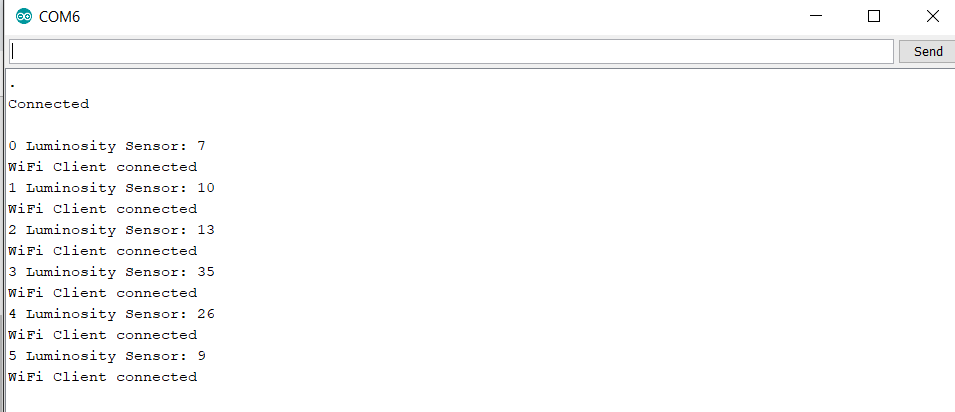 COM6
Send
.
Connected
0 Luminosity Sensor: 7
WiFi Client connected
1 Luminosity Sensor: 10
WiFi Client connected
2 Luminosity Sensor: 13
WiFi Client connected
3 Luminosity Sensor: 35
WiFi Client connected
4 Luminosity Sensor: 26
WiFi Client connected
5 Luminosity Sensor: 9
WiFi Client connected